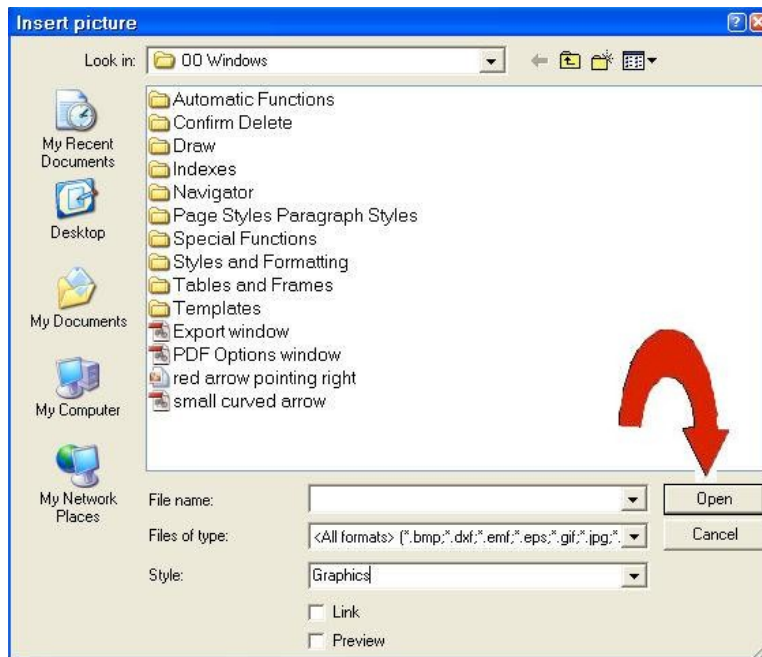 Insert picture
Look in: OO Windows
My Recent
Documents
Desktop
My Documents
My Computer
My Network
Places
Automatic Functions
Confirm Delete
Draw
Indexes
Navigator
Page Styles Paragraph Styles
Special Functions
Styles and Formatting
Tables and Frames
Templates
Export window
PDF Options window
red arrow pointing right
small curved arrow
File name:
Open
Files of type: <All formats> (*.bmp;*.dxf;*.emf;*.eps;*.gif;*.jpg;*.
Cancel
Style: Graphics
Link
Preview